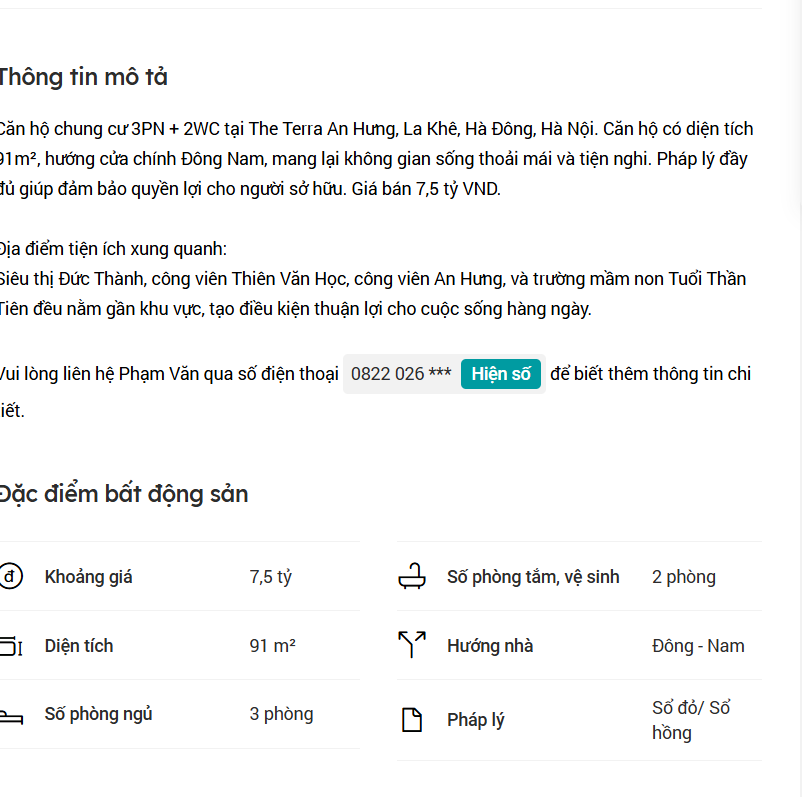 Thông tin mô tả
Căn hộ chung cư 3PN + 2WC tại The Terra An Hưng, La Khê, Hà Đông, Hà Nội. Căn hộ có diện tích
91m², hướng cửa chính Đông Nam, mang lại không gian sống thoải mái và tiện nghi. Pháp lý đầy
đủ giúp đảm bảo quyền lợi cho người sở hữu. Giá bán 7,5 tỷ VND.
Địa điểm tiện ích xung quanh:
Siêu thị Đức Thành, công viên Thiên Văn Học, công viên An Hưng, và trường mầm non Tuổi Thần
Tiên đều nằm gần khu vực, tạo điều kiện thuận lợi cho cuộc sống hàng ngày.
Vui lòng liên hệ Phạm Văn qua số điện thoại 0822 026 *** Hiện số để biết thêm thông tin chi
tiết.
Đặc điểm bất động sản
đ Khoảng giá 7,5 tỷ
Số phòng tắm, vệ sinh 2 phòng
Diện tích 91 m²
Hướng nhà Đông - Nam
Số phòng ngủ 3 phòng
Pháp lý Sổ đỏ/ Sổ
hồng